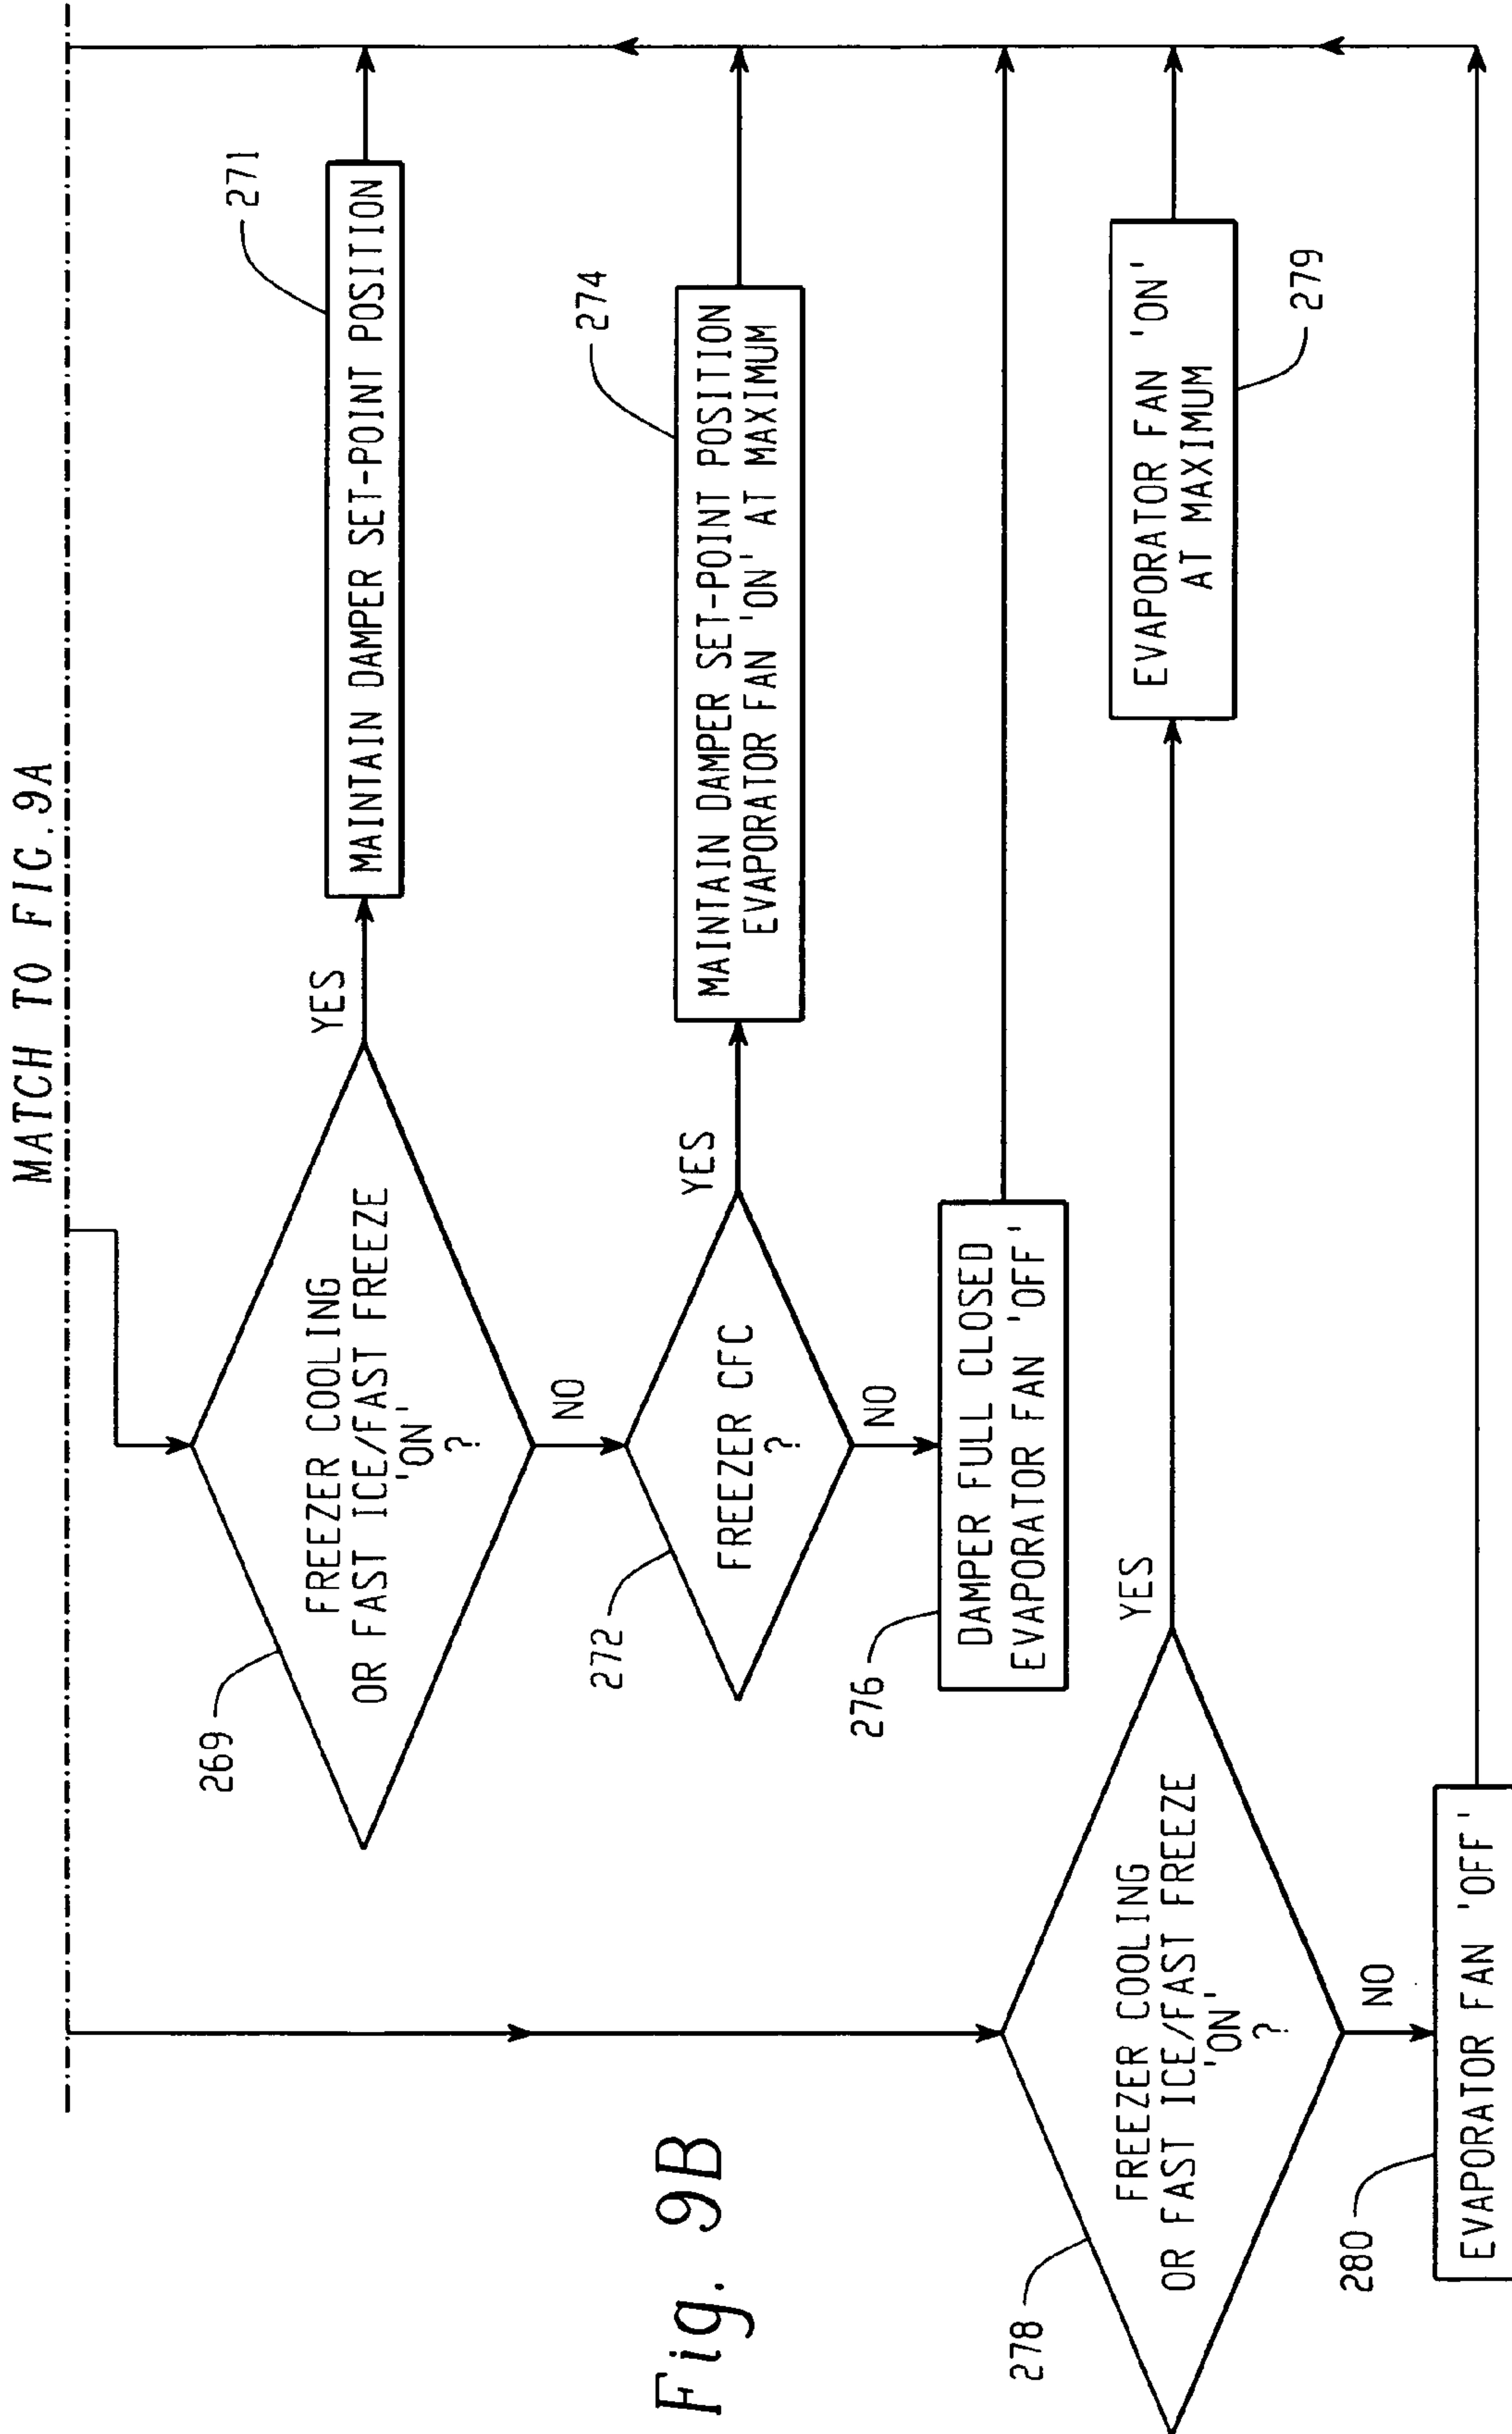 MATCH TO FIG.9A
FREEZER COOLING
OR FAST ICE/FAST FREEZE
'ON'
?
269
YES
MAINTAIN DAMPER SET-POINT POSITION
271
NO
FREEZER CFC
?
272
YES
MAINTAIN DAMPER SET-POINT POSITION
EVAPORATOR FAN 'ON' AT MAXIMUM
274
NO
DAMPER FULL CLOSED
EVAPORATOR FAN 'OFF'
276
FREEZER COOLING
OR FAST ICE/FAST FREEZE
'ON'
?
278
YES
EVAPORATOR FAN 'ON'
AT MAXIMUM
279
NO
EVAPORATOR FAN 'OFF'
280
Fig. 9B